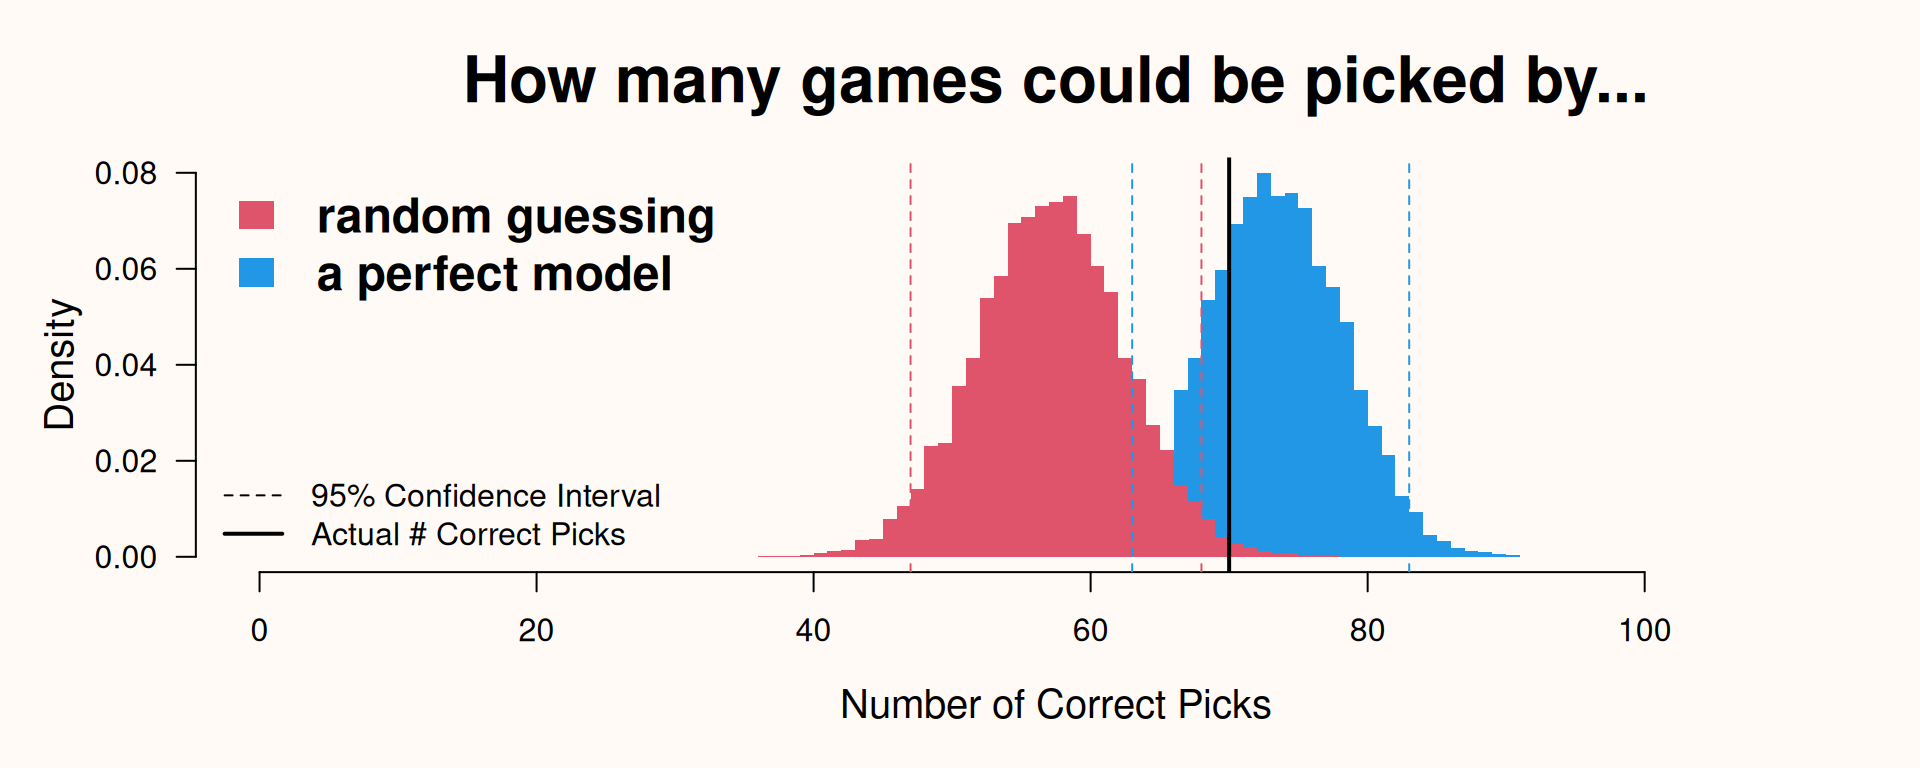 How many games could be picked by...
0.08
0.06
0.04
0.02
0.00
Density
random guessing
a perfect model
95% Confidence Interval
Actual # Correct Picks
0 20 40 60 80 100
Number of Correct Picks